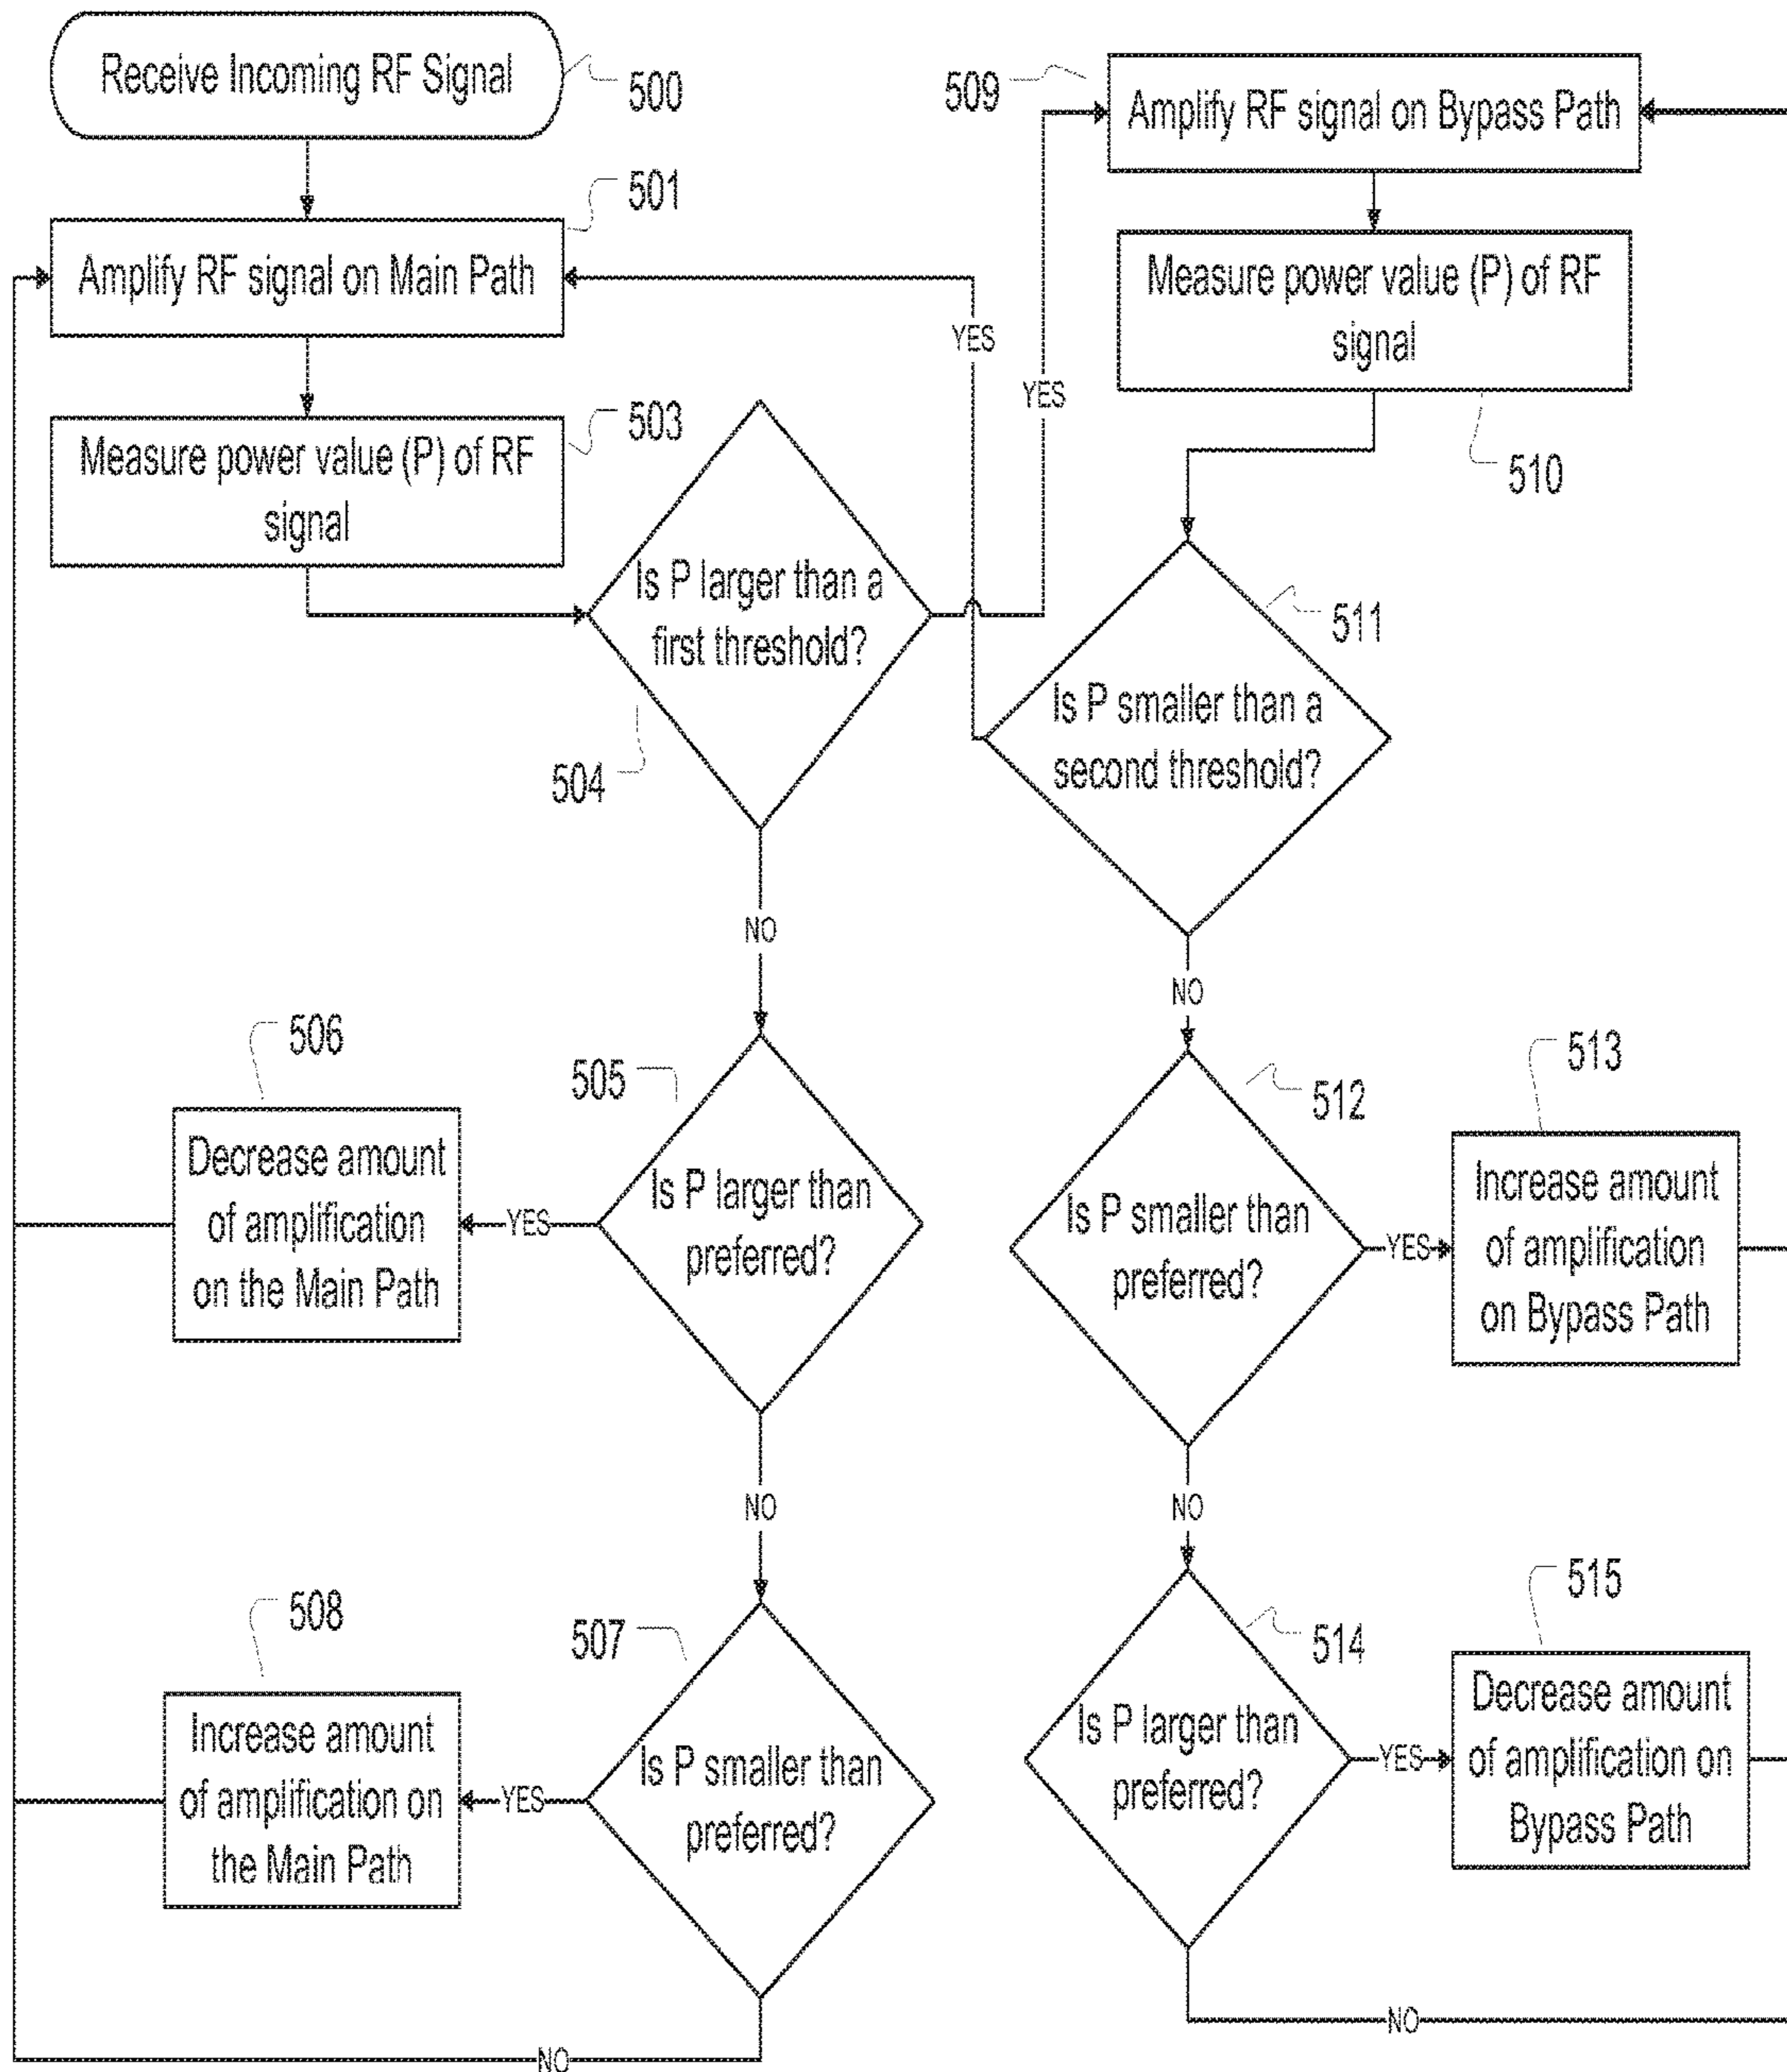 Receive Incoming RF Signal
500
501
Amplify RF signal on Main Path
503
Measure power value (P) of RF
signal
Is P larger than a
first threshold?
504
YES
NO
505
Is P larger than
preferred?
YES
506
Decrease amount
of amplification
on the Main Path
NO
507
Is P smaller than
preferred?
YES
508
Increase amount
of amplification on
the Main Path
NO
509
Amplify RF signal on Bypass Path
Measure power value (P) of RF
signal
510
511
Is P smaller than a
second threshold?
YES
NO
512
Is P smaller than
preferred?
YES
513
Increase amount
of amplification
on Bypass Path
NO
514
Is P larger than
preferred?
YES
515
Decrease amount
of amplification on
Bypass Path
NO